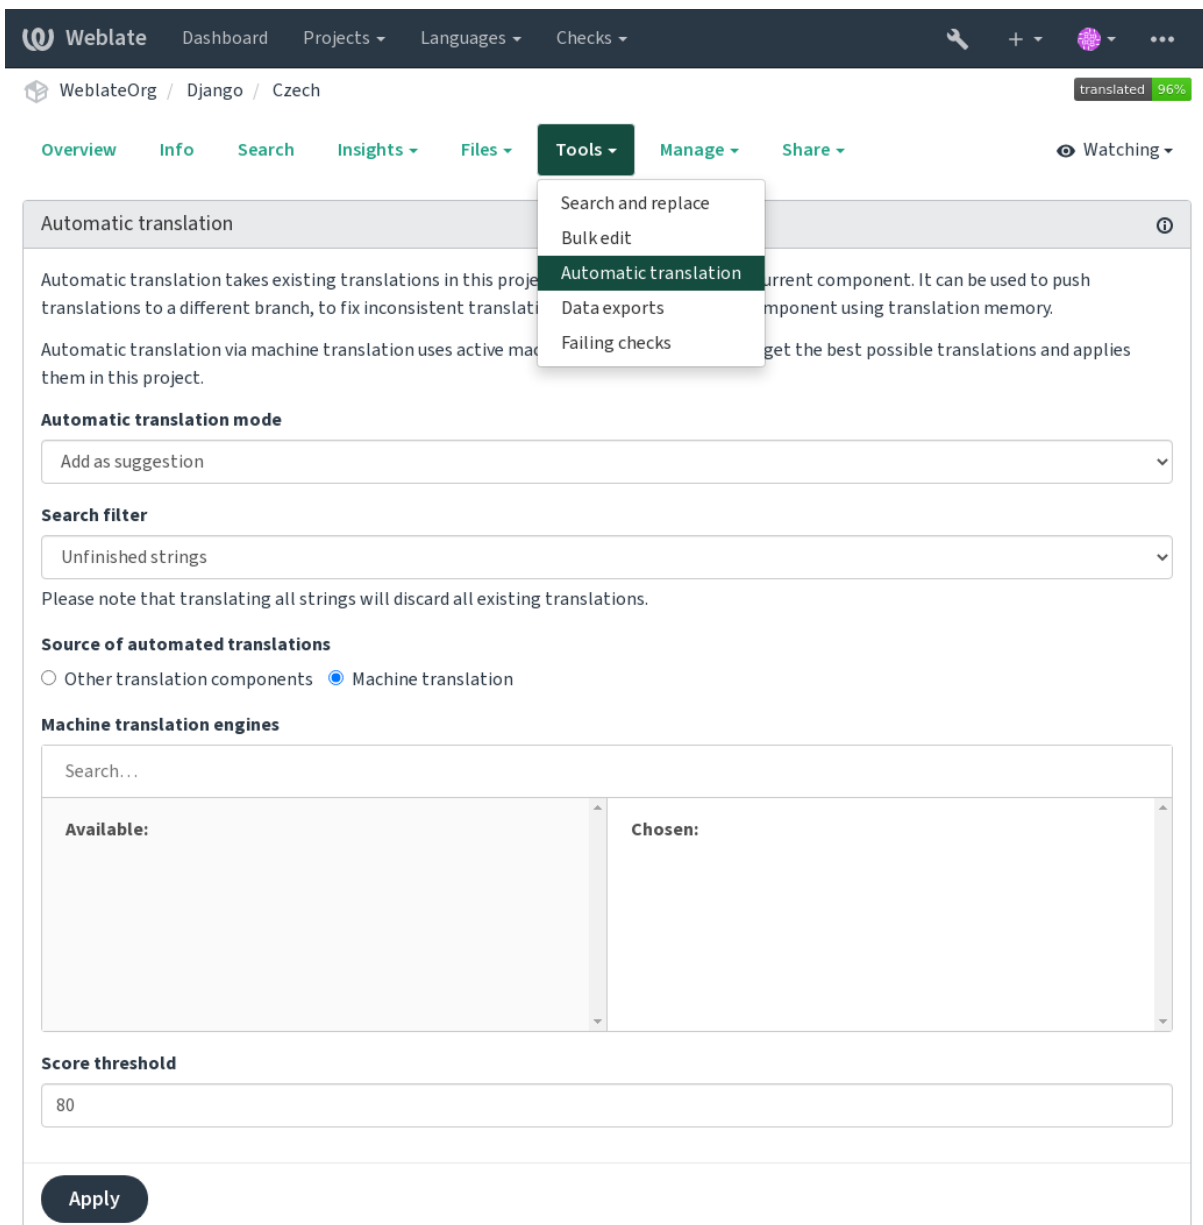 Weblate Dashboard Projects Languages Checks
WeblateOrg / Django / Czech translated 96%
Overview Info Search Insights Files Tools Manage Share Watching
Search and replace
Bulk edit
Automatic translation
Data exports
Failing checks
Automatic translation
Automatic translation takes existing translations in this proje urrent component. It can be used to push
translations to a different branch, to fix inconsistent translati mponent using translation memory.
Automatic translation via machine translation uses active mac get the best possible translations and applies
them in this project.
Automatic translation mode
Add as suggestion
Search filter
Unfinished strings
Please note that translating all strings will discard all existing translations.
Source of automated translations
Other translation components Machine translation
Machine translation engines
Search...
Available: Chosen:
Score threshold
80
Apply